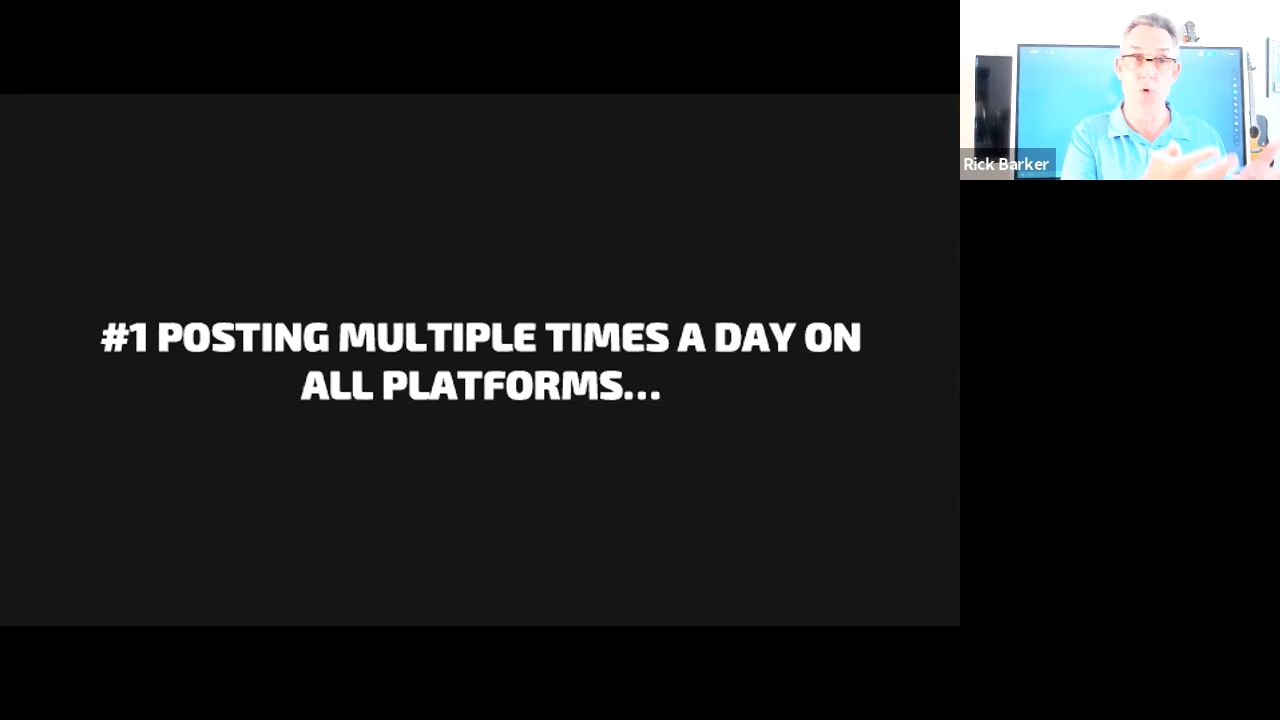 #1 POSTING MULTIPLE TIMES A DAY ON
ALL PLATFORMS...
Rick Barker